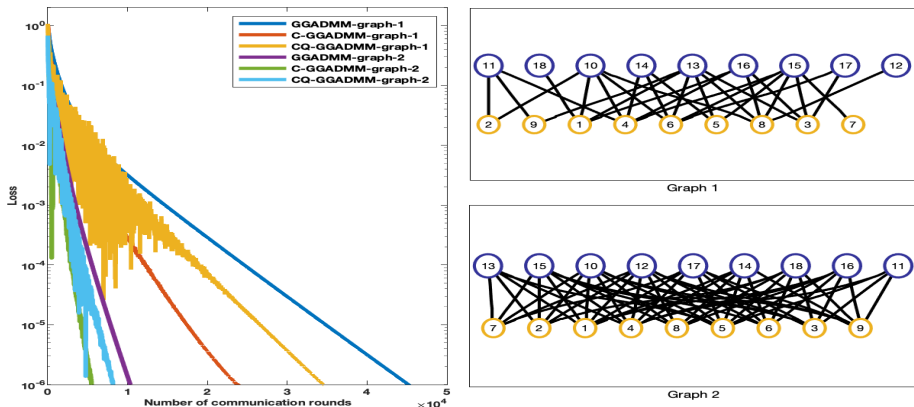 Loss
10^0
10^-1
10^-2
10^-3
10^-4
10^-5
10^-6
GGADMM-graph-1
C-GGADMM-graph-1
CQ-GGADMM-graph-1
GGADMM-graph-2
C-GGADMM-graph-2
CQ-GGADMM-graph-2
0 1 2 3 4 5
Number of communication rounds
×10^4
11 18 10 14 13 16 15 17 12
2 9 1 4 6 5 8 3 7
Graph 1
13 15 10 12 17 14 18 16 11
7 2 1 4 8 5 6 3 9
Graph 2